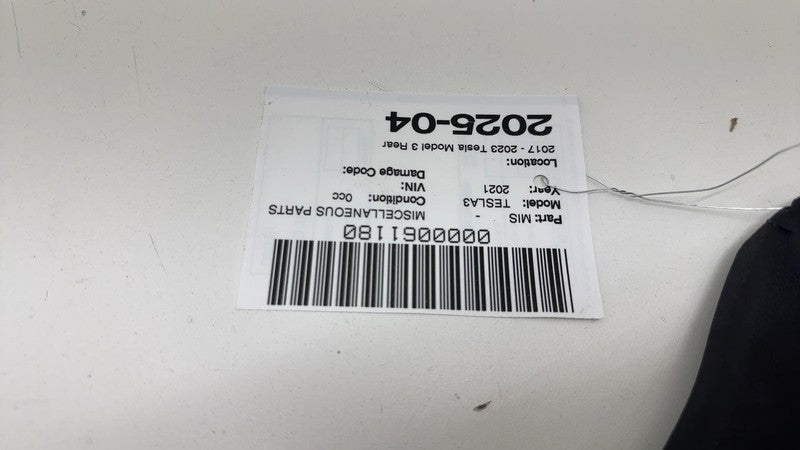 0000061180
Part: MIS - MISCELLANEOUS PARTS
Model: TESLA3 Condition: 0cc
Year: 2021 VIN:
Location: Damage Code:
2017 - 2023 Tesla Model 3 Rear
2025-04